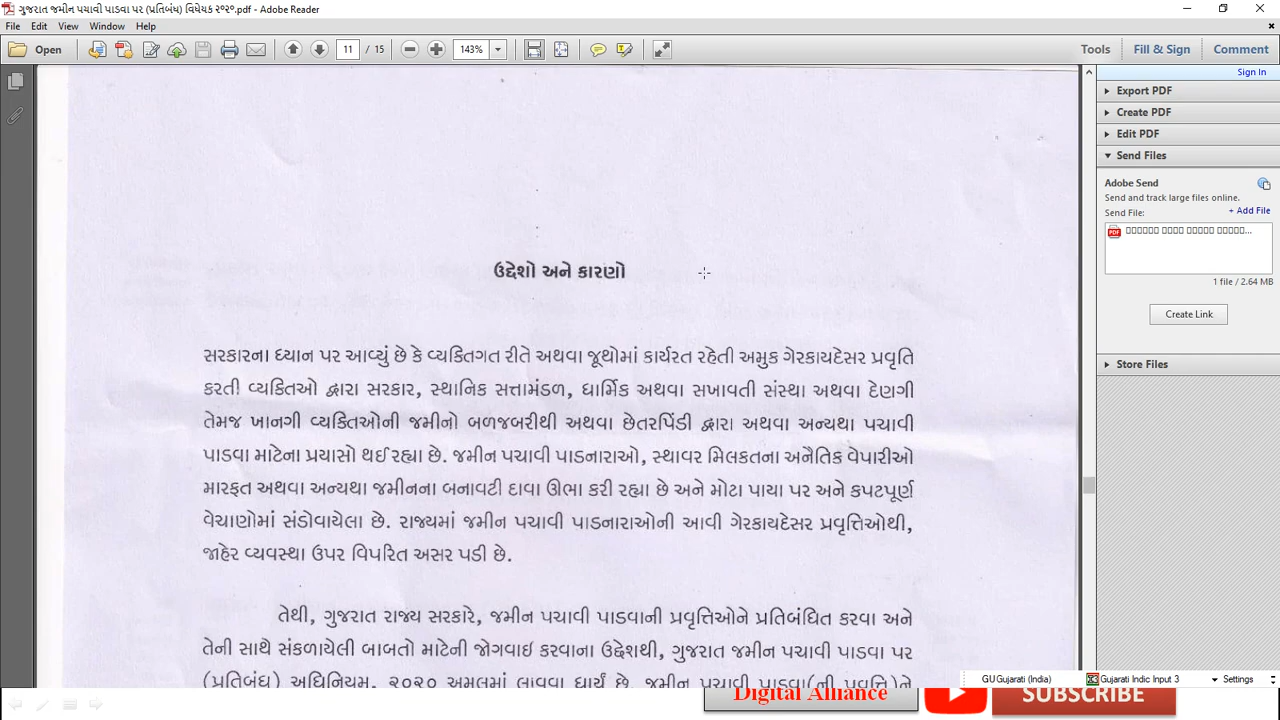 ગુજરાત જમીન પચાવી પાડવા પર (પ્રતિબંધ) વિધેયક ૨૦૨૦.pdf - Adobe Reader
File Edit View Window Help
Open 11 / 15 143% Tools Fill & Sign Comment
Sign In
Export PDF
Create PDF
Edit PDF
Send Files
Adobe Send
Send and track large files online.
Send File:
+ Add File
1 file / 2.64 MB
Create Link
Store Files
ઉદ્દેશો અને કારણો
સરકારના ધ્યાન પર આવ્યું છે કે વ્યક્તિગત રીતે અથવા જૂથોમાં કાર્યરત રહેતી અમુક ગેરકાયદેસર પ્રવૃતિ
કરતી વ્યક્તિઓ દ્વારા સરકાર, સ્થાનિક સત્તામંડળ, ધાર્મિક અથવા સખાવતી સંસ્થા અથવા દેણગી
તેમજ ખાનગી વ્યક્તિઓની જમીનો બળજબરીથી અથવા છેતરપિંડી દ્વારા અથવા અન્યથા પચાવી
પાડવા માટેના પ્રયાસો થઈ રહ્યા છે. જમીન પચાવી પાડનારાઓ, સ્થાવર મિલકતના અનૈતિક વેપારીઓ
મારફત અથવા અન્યથા જમીનના બનાવટી દાવા ઊભા કરી રહ્યા છે અને મોટા પાયા પર અને કપટપૂર્ણ
વેચાણોમાં સંડોવાયેલા છે. રાજ્યમાં જમીન પચાવી પાડનારાઓની આવી ગેરકાયદેસર પ્રવૃત્તિઓથી,
જાહેર વ્યવસ્થા ઉપર વિપરિત અસર પડી છે.
તેથી, ગુજરાત રાજ્ય સરકારે, જમીન પચાવી પાડવાની પ્રવૃત્તિઓને પ્રતિબંધિત કરવા અને
તેની સાથે સંકળાયેલી બાબતો માટેની જોગવાઈ કરવાના ઉદ્દેશથી, ગુજરાત જમીન પચાવી પાડવા પર
(પ્રતિબંધ) અધિનિયમ, ૨૦૨૦ અમલમાં લાવવા ધાર્યું છે. જમીન પચાવી પાડવા(ની પ્રવૃત્તિ)ને
GU Gujarati (India) Gujarati Indic Input 3 Settings
Digital Alliance
SUBSCRIBE